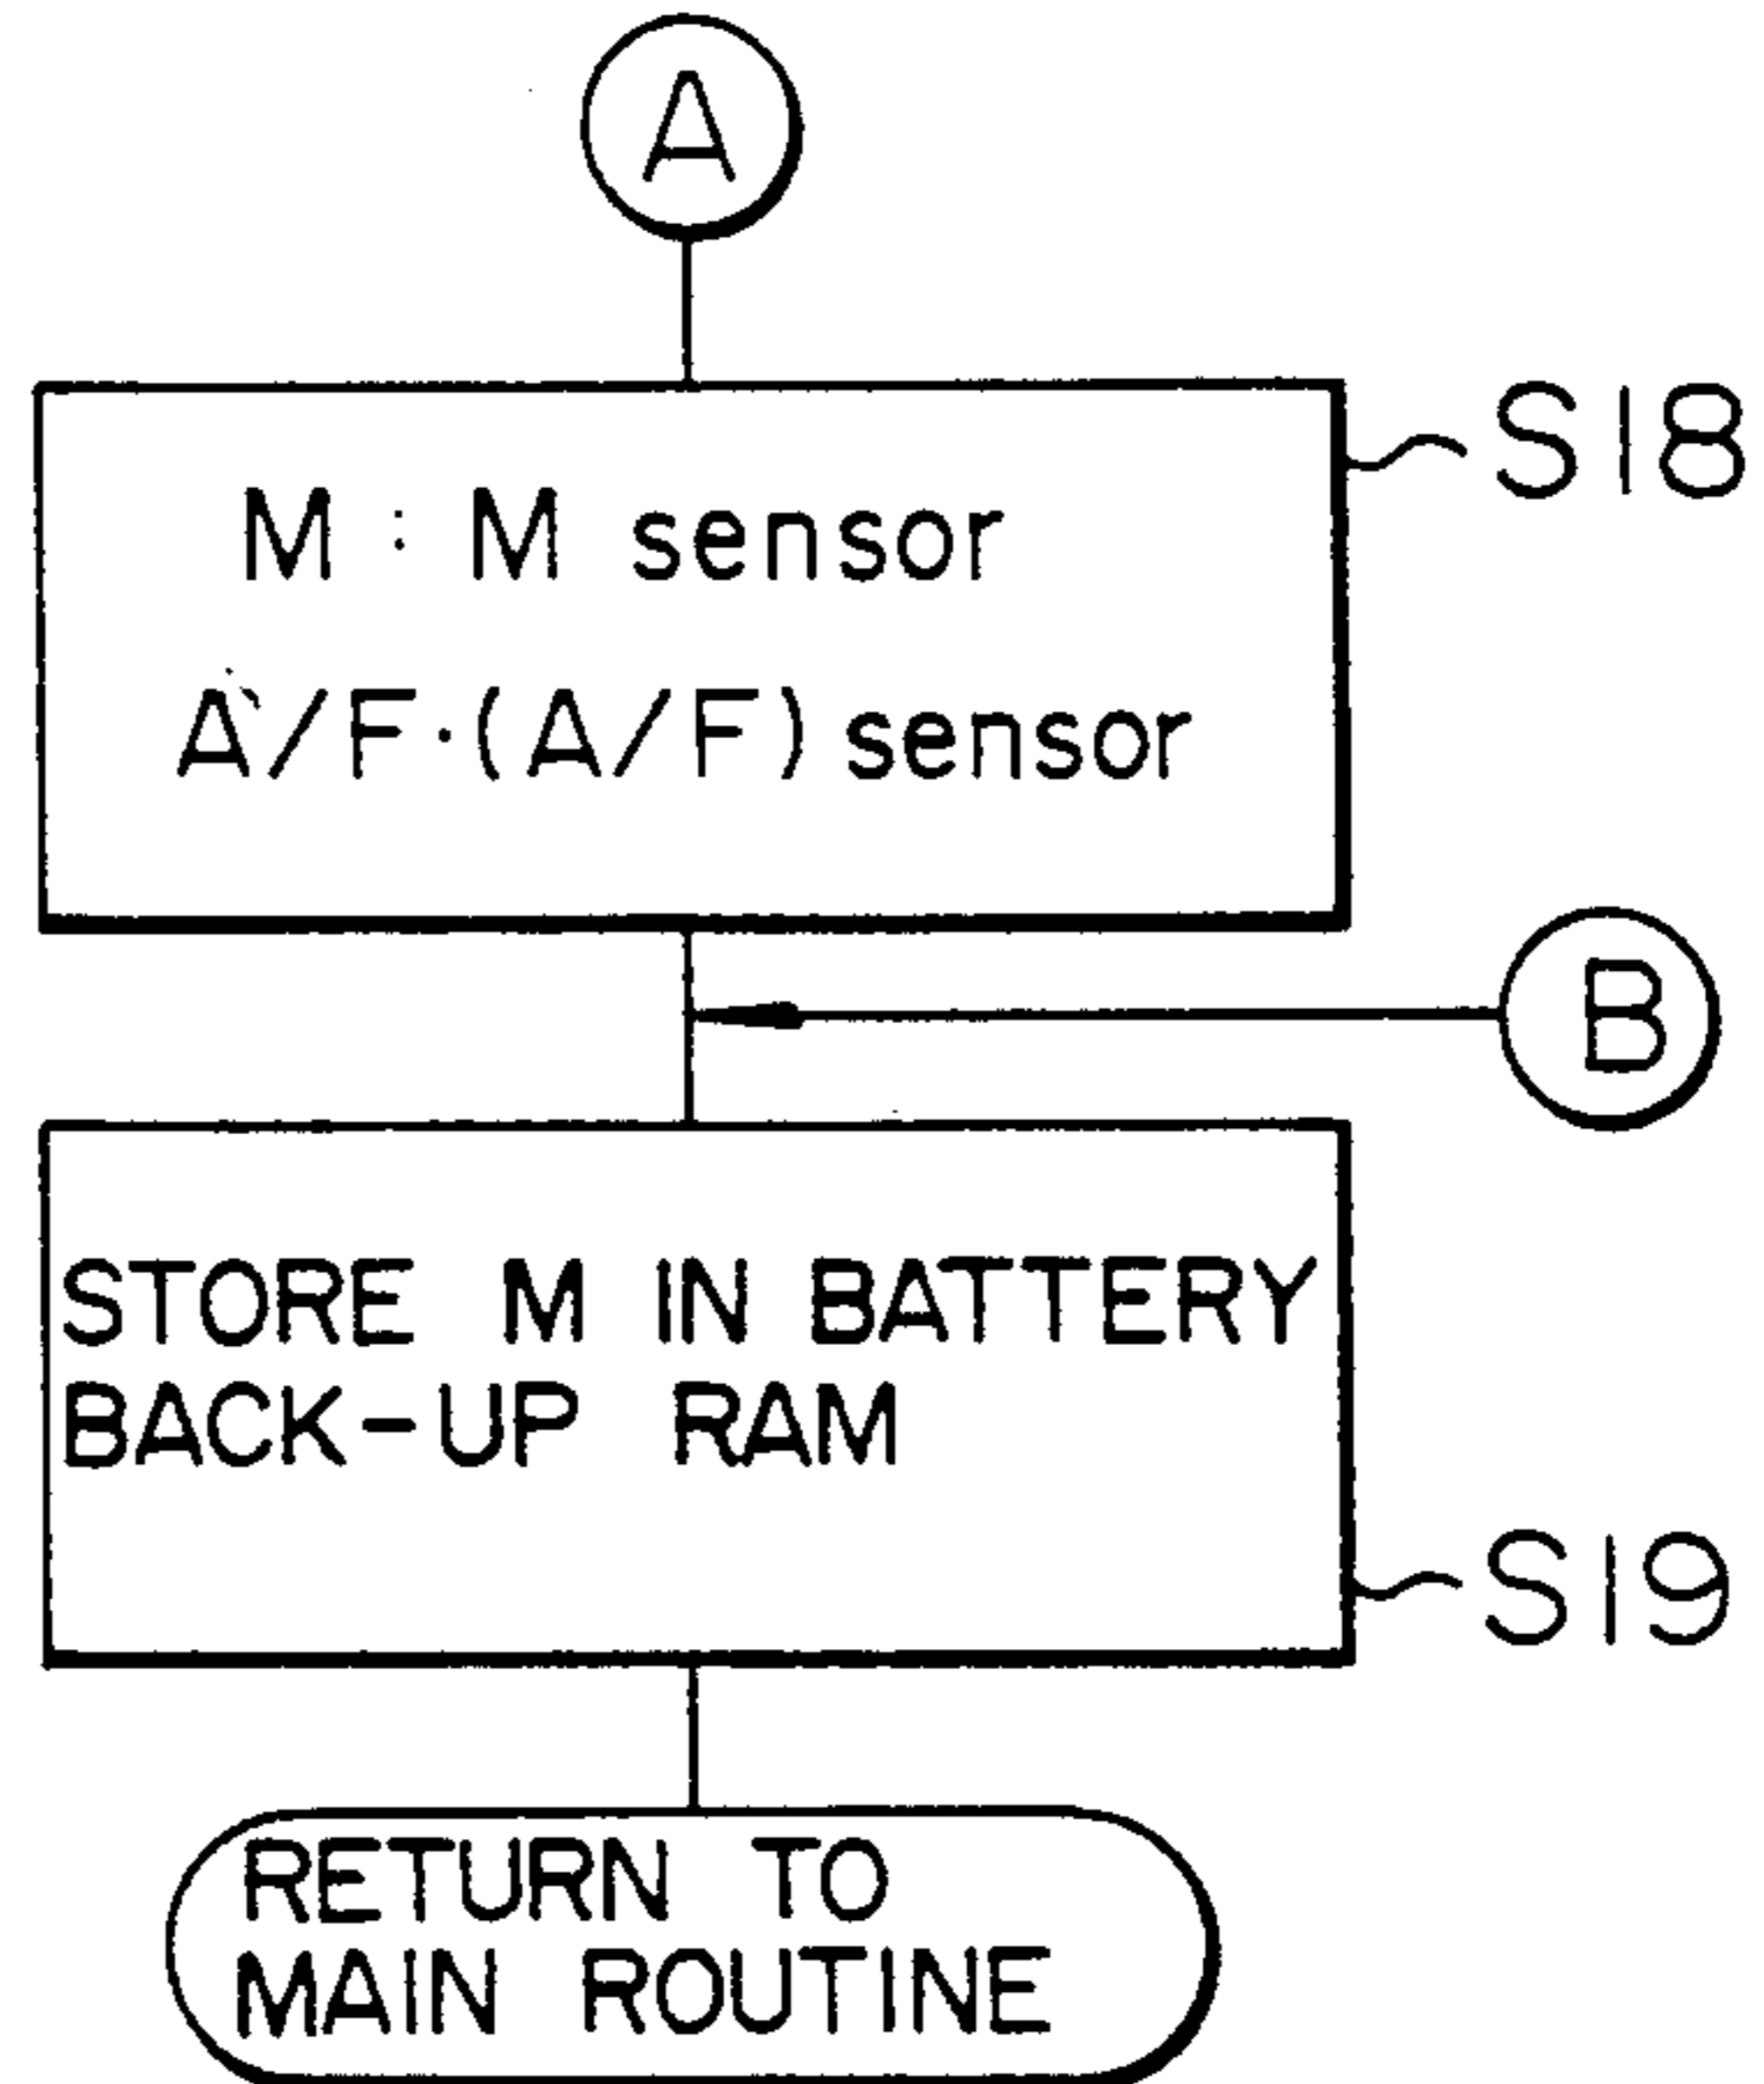 A
S18
M : M sensor
A/F·(A/F) sensor
B
STORE M IN BATTERY
BACK-UP RAM
S19
RETURN TO
MAIN ROUTINE